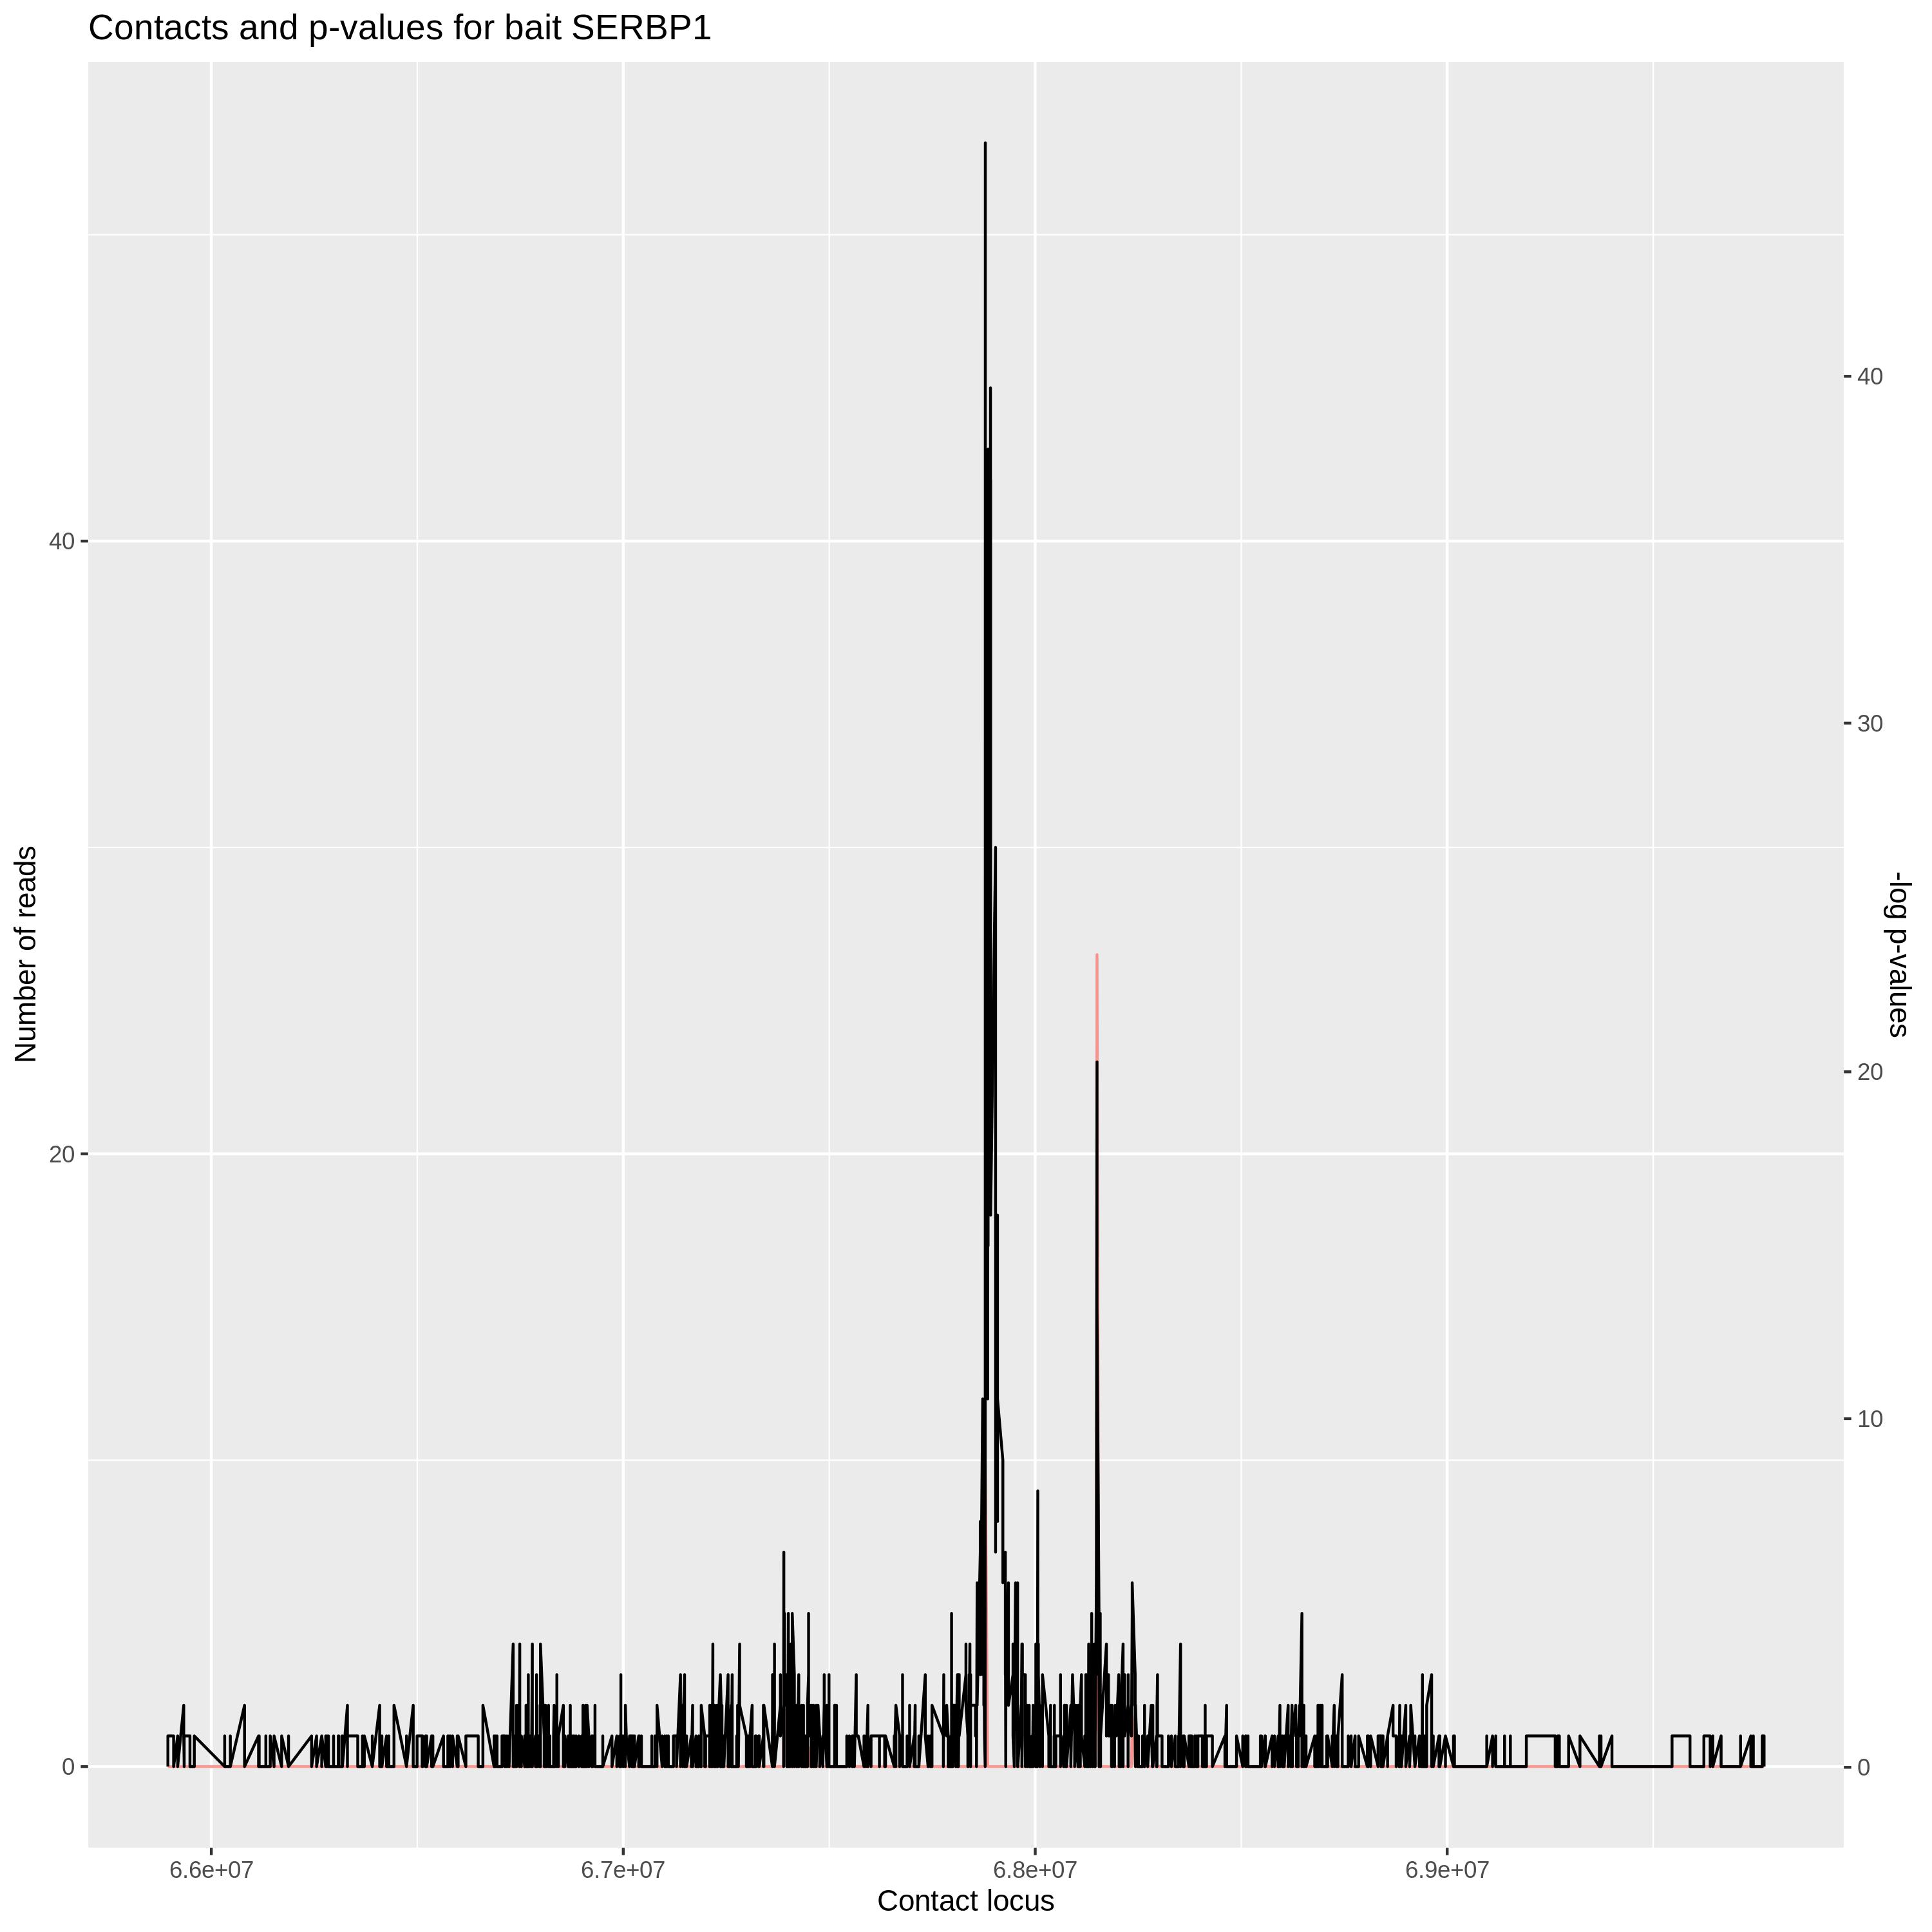 Contacts and p-values for bait SERBP1
Number of reads
40
20
0
-log p-values
40
30
20
10
0
6.6e+07 6.7e+07 6.8e+07 6.9e+07
Contact locus